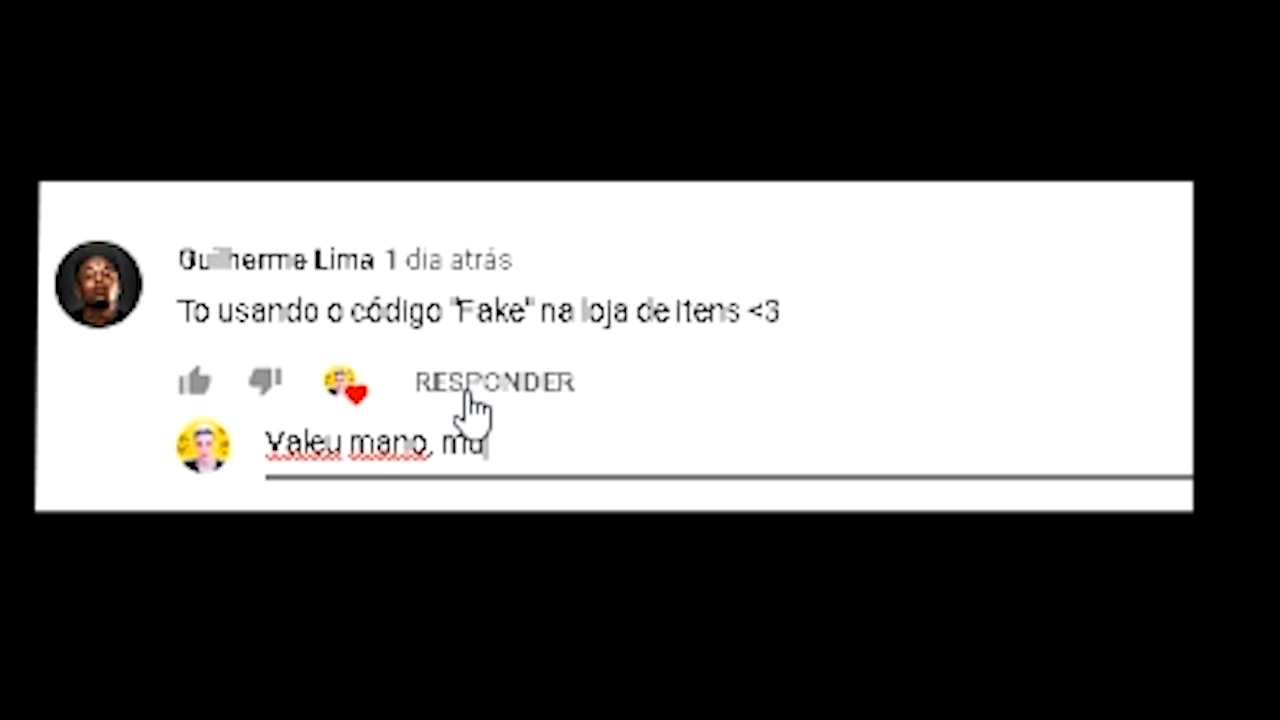 Guilherme Lima 1 dia atrás
To usando o código "Fake" na loja de itens <3
RESPONDER
Valeu mano, mu